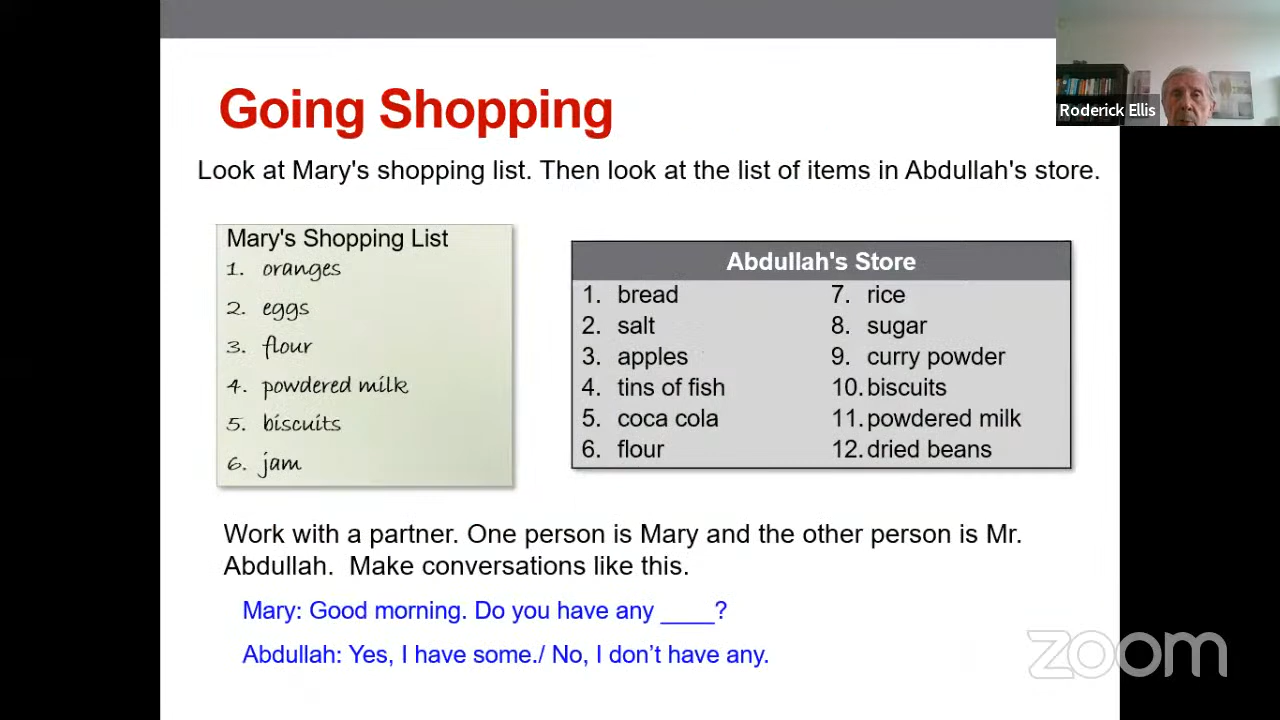 Roderick Ellis
Going Shopping
Look at Mary's shopping list. Then look at the list of items in Abdullah's store.
Mary's Shopping List
1. oranges
2. eggs
3. flour
4. powdered milk
5. biscuits
6. jam
Abdullah's Store
1. bread
2. salt
3. apples
4. tins of fish
5. coca cola
6. flour
7. rice
8. sugar
9. curry powder
10. biscuits
11. powdered milk
12. dried beans
Work with a partner. One person is Mary and the other person is Mr.
Abdullah. Make conversations like this.
Mary: Good morning. Do you have any ____?
Abdullah: Yes, I have some./ No, I don't have any.
zoom